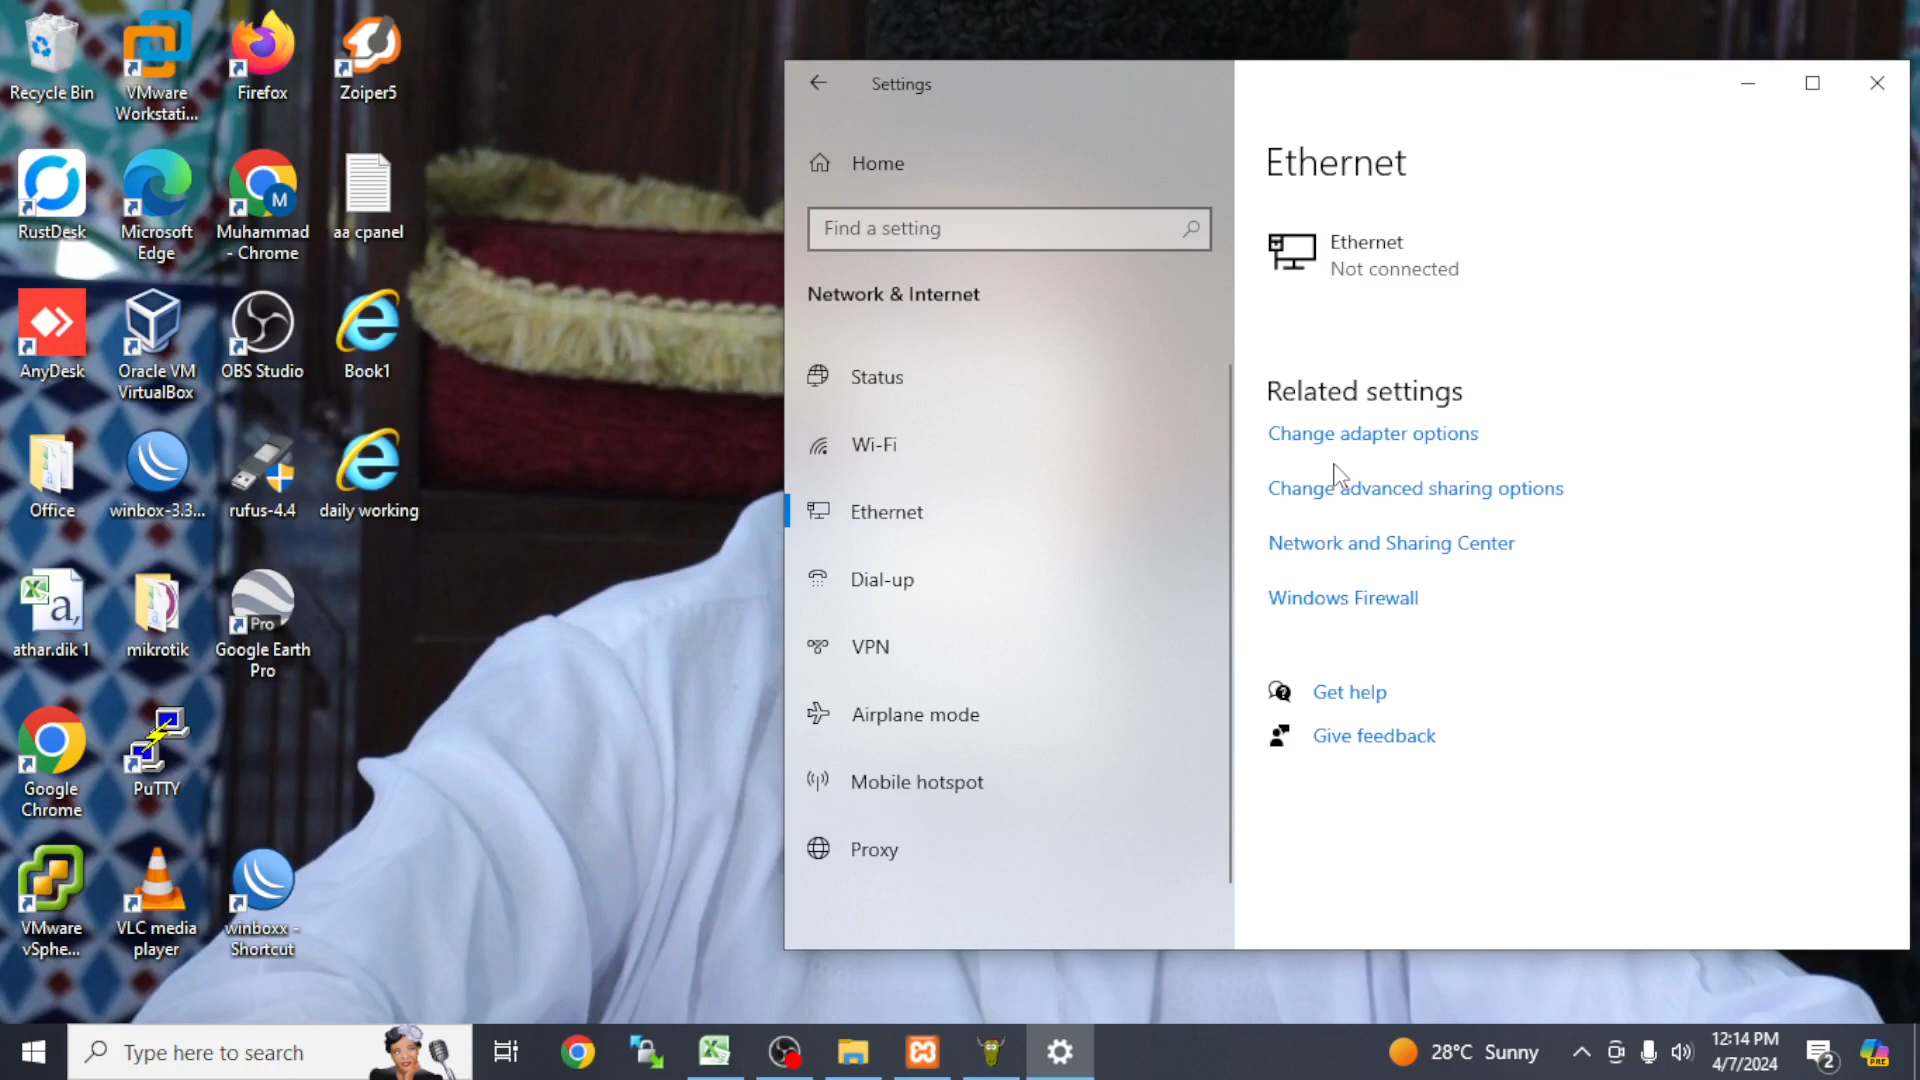 Recycle Bin
VMware
Workstati...
Firefox
Zoiper5
RustDesk
Microsoft
Edge
M
Muhammad
- Chrome
aa cpanel
AnyDesk
Oracle VM
VirtualBox
OBS Studio
Book1
Office
winbox-3.3...
rufus-4.4
daily working
a,
athar.dik 1
mikrotik
Pro
Google Earth
Pro
Google
Chrome
PuTTY
VMware
vSphe...
VLC media
player
winboxx -
Shortcut
Settings
Home
Find a setting
Network & Internet
Status
Wi-Fi
Ethernet
Dial-up
VPN
Airplane mode
Mobile hotspot
Proxy
Ethernet
Ethernet
Not connected
Related settings
Change adapter options
Change advanced sharing options
Network and Sharing Center
Windows Firewall
Get help
Give feedback
Type here to search
28°C Sunny
12:14 PM
4/7/2024
2
PRE